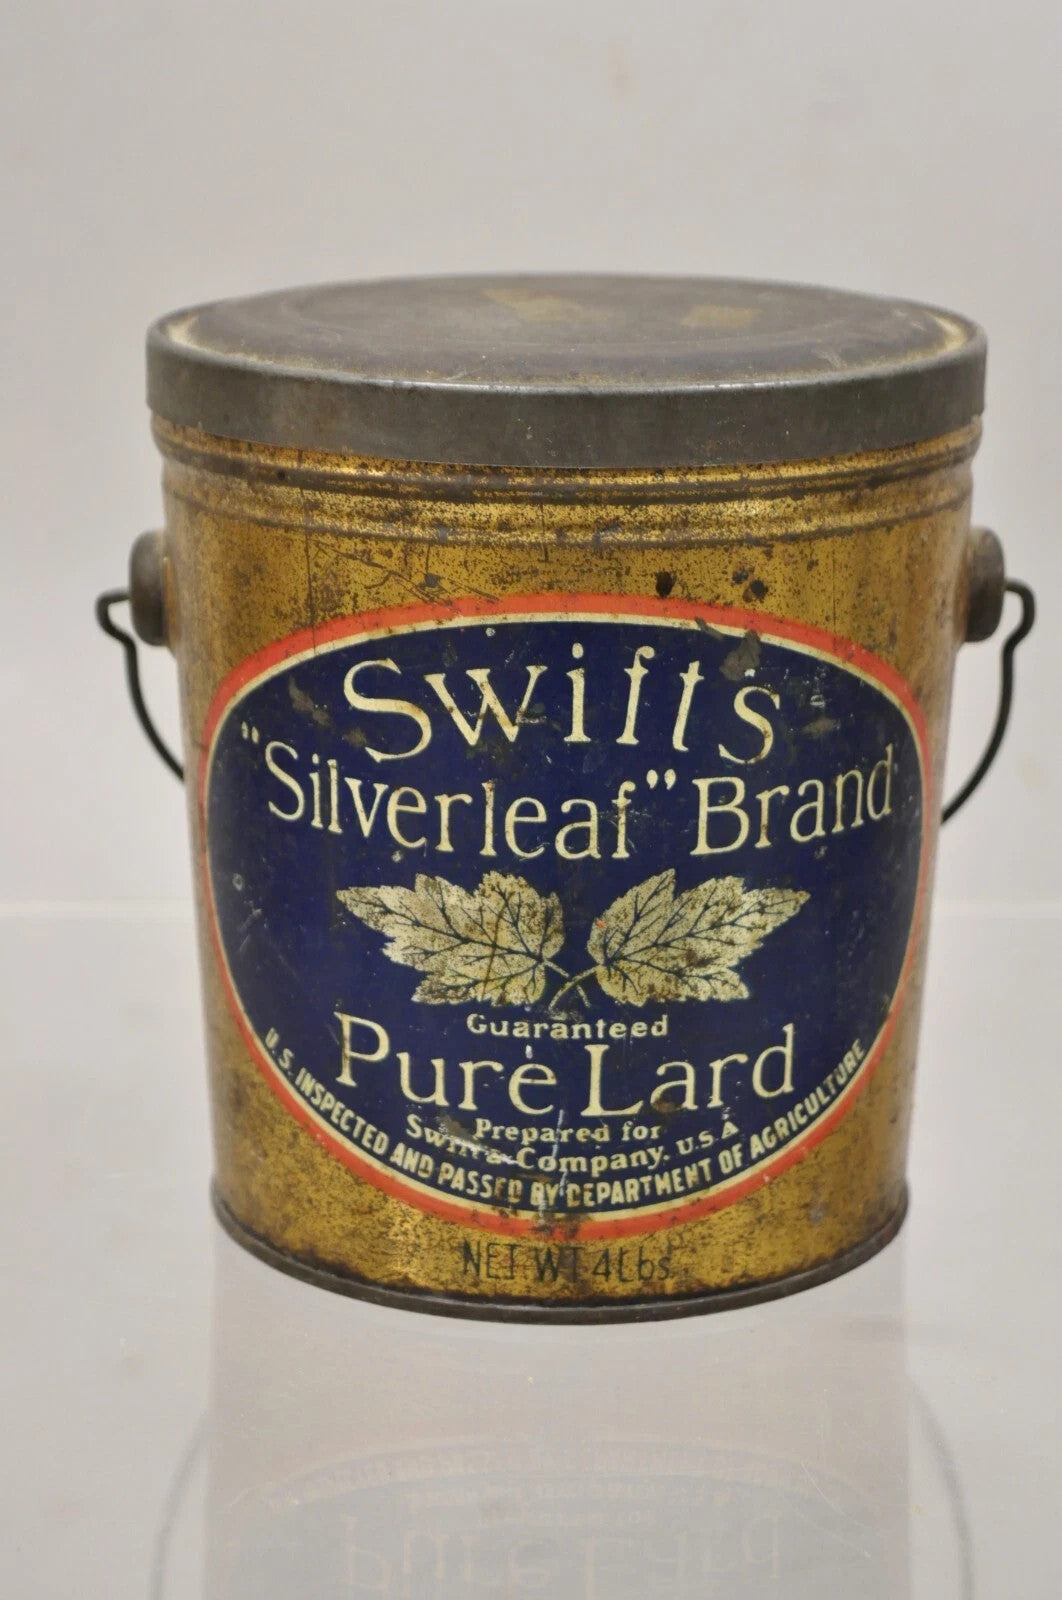 Swift's
"Silverleaf" Brand
Guaranteed
Pure Lard
Prepared for
Swift & Company. U.S.A
U.S. INSPECTED AND PASSED BY DEPARTMENT OF AGRICULTURE
NET WT 4 Lbs.